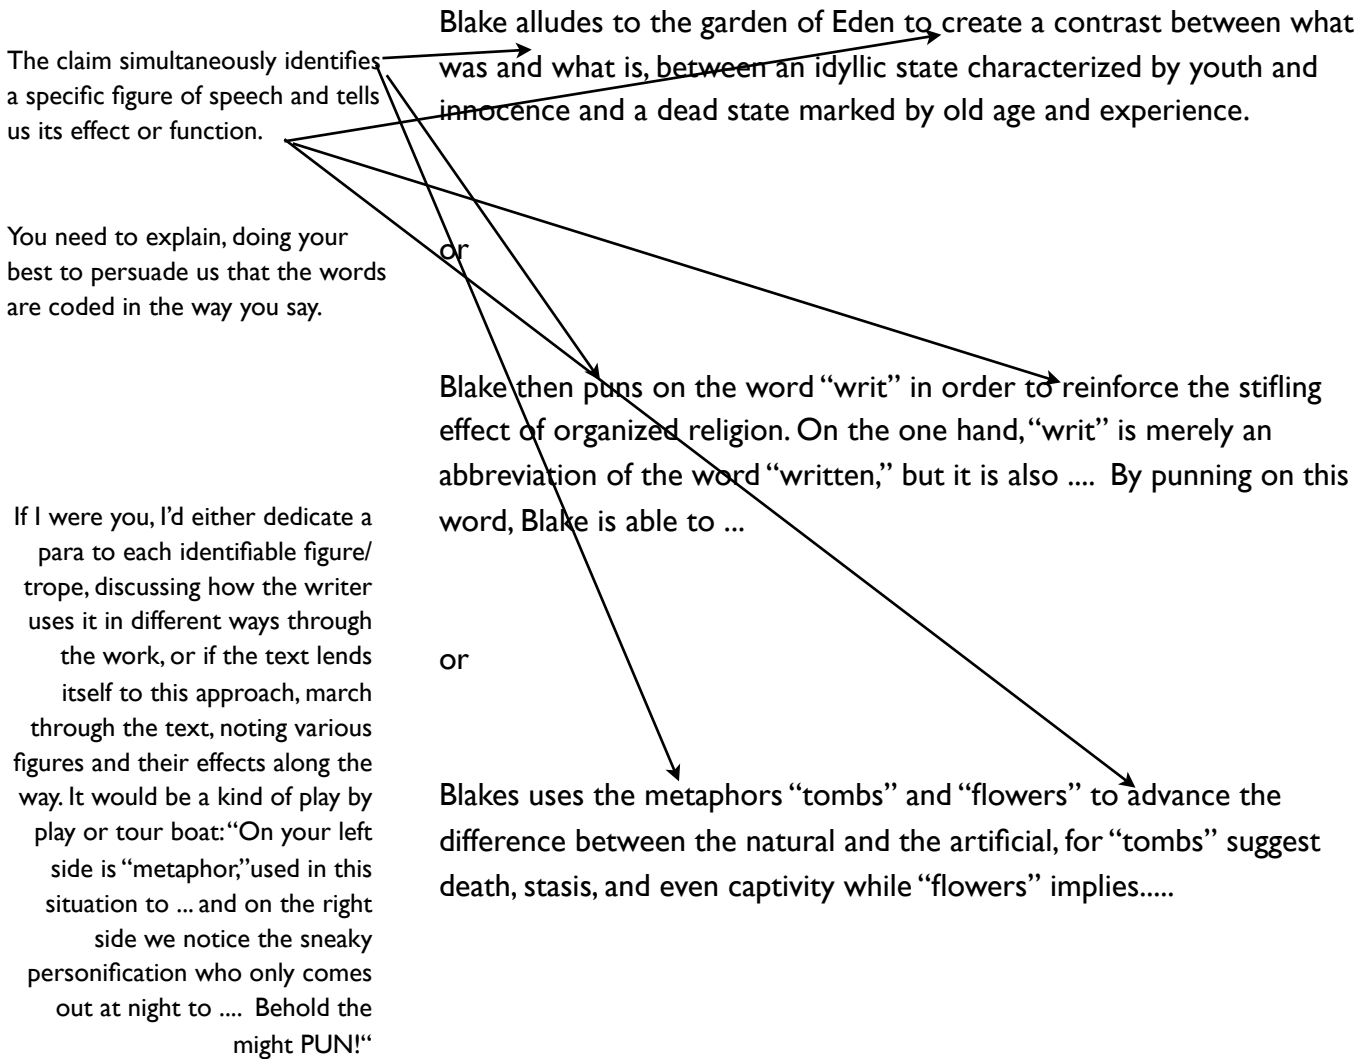 The claim simultaneously identifies
a specific figure of speech and tells
us its effect or function.
You need to explain, doing your
best to persuade us that the words
are coded in the way you say.
If I were you, I’d either dedicate a
para to each identifiable figure/
trope, discussing how the writer
uses it in different ways through
the work, or if the text lends
itself to this approach, march
through the text, noting various
figures and their effects along the
way. It would be a kind of play by
play or tour boat: “On your left
side is “metaphor,”used in this
situation to ... and on the right
side we notice the sneaky
personification who only comes
out at night to .... Behold the
might PUN!“
Blake alludes to the garden of Eden to create a contrast between what
was and what is, between an idyllic state characterized by youth and
innocence and a dead state marked by old age and experience.
or
Blake then puns on the word “writ” in order to reinforce the stifling
effect of organized religion. On the one hand, “writ” is merely an
abbreviation of the word “written,” but it is also .... By punning on this
word, Blake is able to ...
or
Blakes uses the metaphors “tombs” and “flowers” to advance the
difference between the natural and the artificial, for “tombs” suggest
death, stasis, and even captivity while “flowers” implies.....